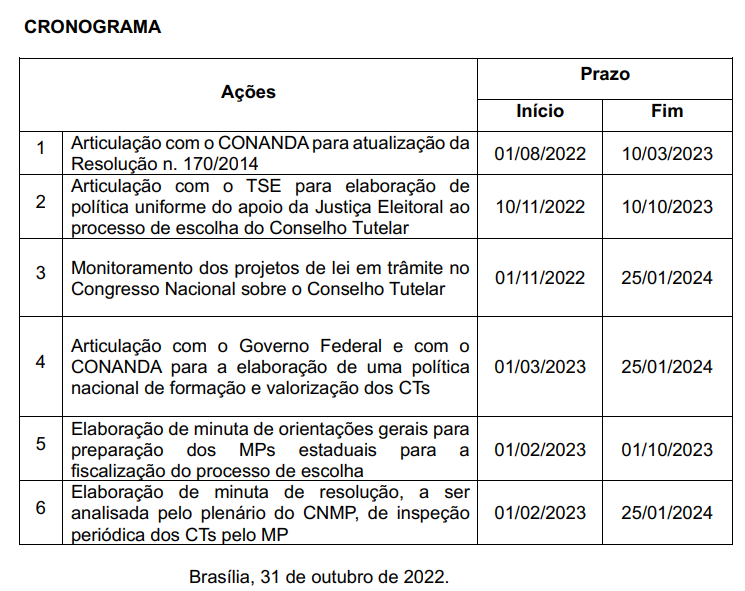 CRONOGRAMA
Ações
Prazo
Início
Fim
1
Articulação com o CONANDA para atualização da
Resolução n. 170/2014
01/08/2022
10/03/2023
2
Articulação com o TSE para elaboração de
política uniforme do apoio da Justiça Eleitoral ao
processo de escolha do Conselho Tutelar
10/11/2022
10/10/2023
3
Monitoramento dos projetos de lei em trâmite no
Congresso Nacional sobre o Conselho Tutelar
01/11/2022
25/01/2024
4
Articulação com o Governo Federal e com o
CONANDA para a elaboração de uma política
nacional de formação e valorização dos CTs
01/03/2023
25/01/2024
5
Elaboração de minuta de orientações gerais para
preparação dos MPs estaduais para a
fiscalização do processo de escolha
01/02/2023
01/10/2023
6
Elaboração de minuta de resolução, a ser
analisada pelo plenário do CNMP, de inspeção
periódica dos CTs pelo MP
01/02/2023
25/01/2024
Brasília, 31 de outubro de 2022.